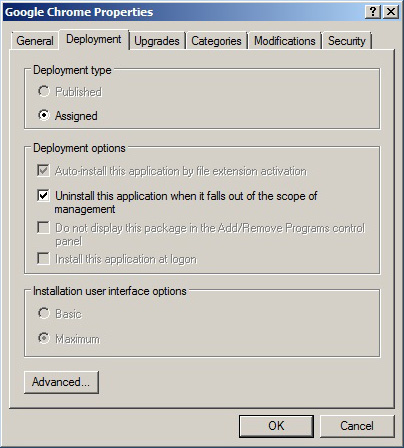 Google Chrome Properties
General Deployment Upgrades Categories Modifications Security
Deployment type
Published
Assigned
Deployment options
Auto-install this application by file extension activation
Uninstall this application when it falls out of the scope of
management
Do not display this package in the Add/Remove Programs control
panel
Install this application at logon
Installation user interface options
Basic
Maximum
Advanced...
OK Cancel